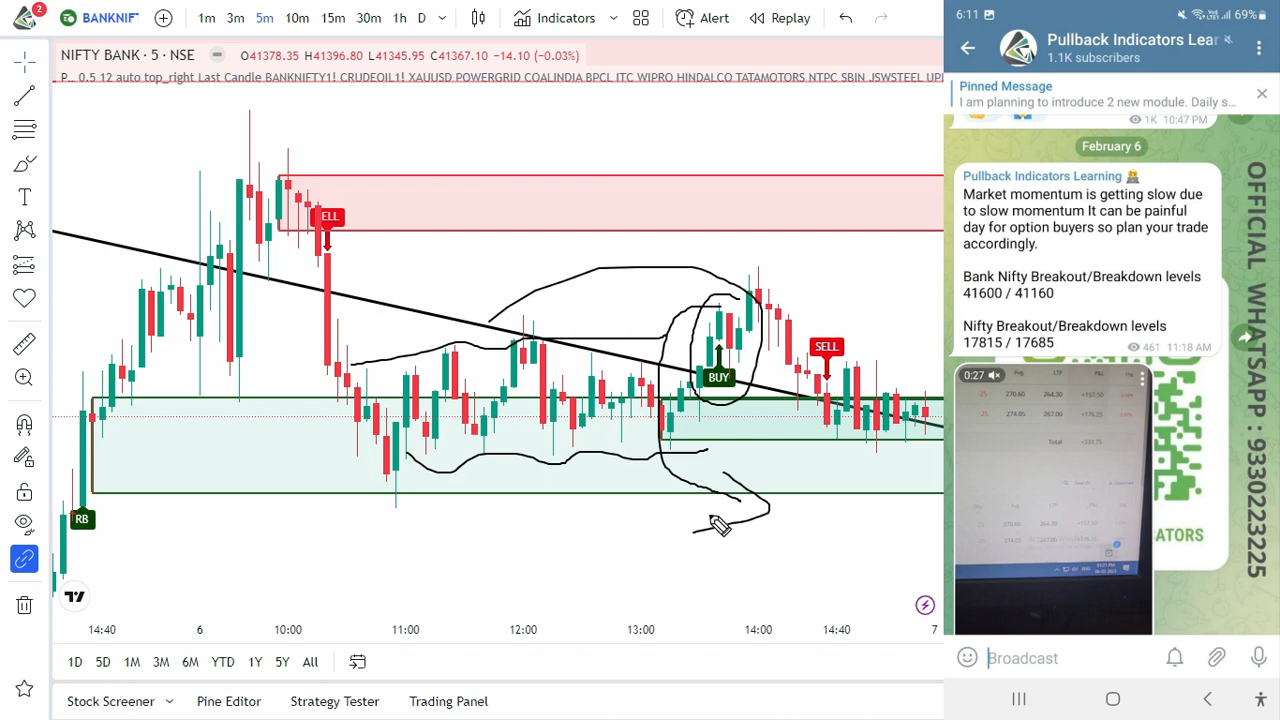 2
BANKNIF
1m 3m 5m 10m 15m 30m 1h D
Indicators
Alert
Replay
NIFTY BANK · 5 · NSE
O41378.35 H41396.80 L41345.95 C41367.10 −14.10 (−0.03%)
P... 0.5 12 auto top_right Last Candle BANKNIFTY1! CRUDEOIL1! XAUUSD POWERGRID COALINDIA BPCL ITC WIPRO HINDALCO TATAMOTORS NTPC SBIN JSWSTEEL UP
ELL
BUY
SELL
RB
14:40 6 10:00 11:00 12:00 13:00 14:00 14:40 7
1D 5D 1M 3M 6M YTD 1Y 5Y All
Stock Screener Pine Editor Strategy Tester Trading Panel
6:11
69%
Pullback Indicators Lear
1.1K subscribers
Pinned Message
I am planning to introduce 2 new module. Daily s...
1K 10:47 PM
February 6
Pullback Indicators Learning
Market momentum is getting slow due
to slow momentum It can be painful
day for option buyers so plan your trade
accordingly.
Bank Nifty Breakout/Breakdown levels
41600 / 41160
Nifty Breakout/Breakdown levels
17815 / 17685
461 11:18 AM
0:27
Total
ATORS
OFFICIAL WHATSAPP : 9330223225
Broadcast